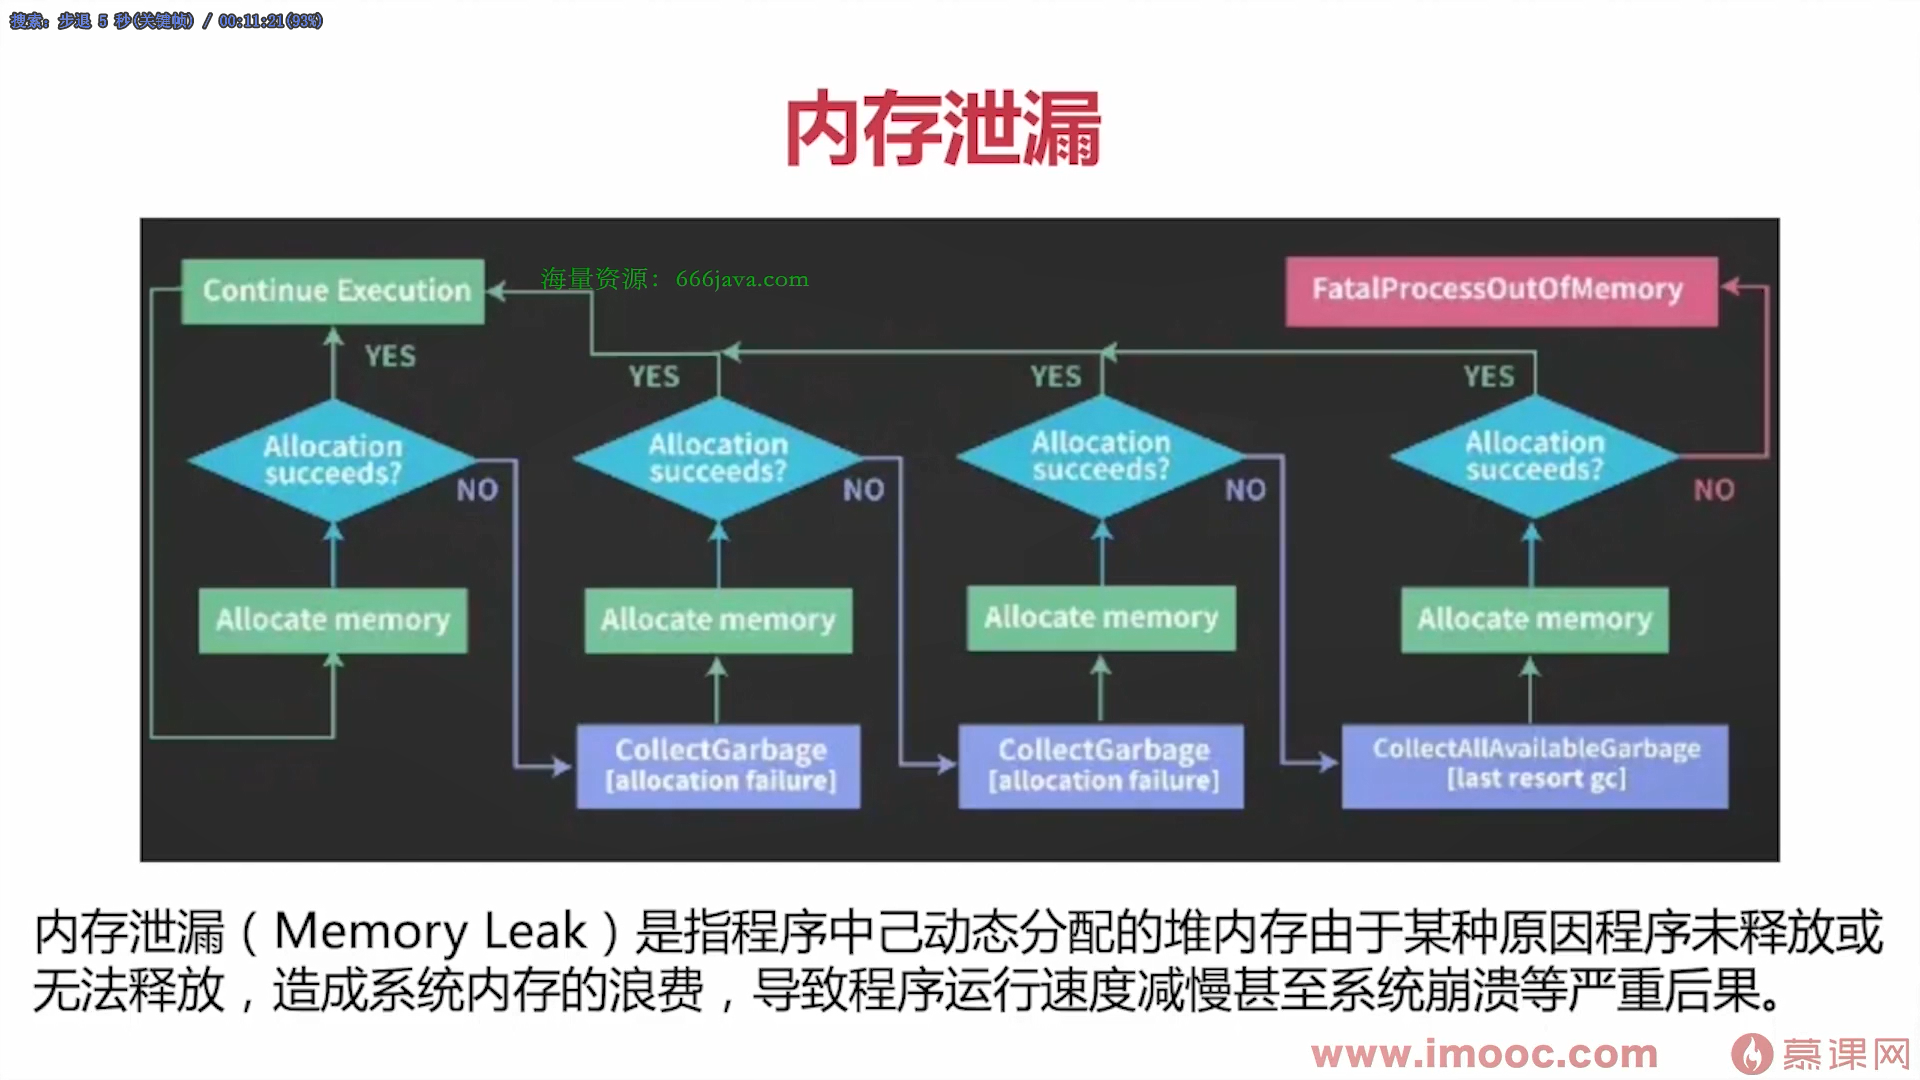 搜索: 步退 5 秒(关键帧) / 00:11:21(93%)
内存泄漏
Continue Execution
海量资源: 666java.com
FatalProcessOutOfMemory
YES
YES
YES
YES
Allocation
succeeds?
Allocation
succeeds?
Allocation
succeeds?
Allocation
succeeds?
NO
NO
NO
NO
Allocate memory
Allocate memory
Allocate memory
Allocate memory
CollectGarbage
[allocation failure]
CollectGarbage
[allocation failure]
CollectAllAvailableGarbage
[last resort gc]
内存泄漏（Memory Leak）是指程序中己动态分配的堆内存由于某种原因程序未释放或
无法释放，造成系统内存的浪费，导致程序运行速度减慢甚至系统崩溃等严重后果。
www.imooc.com 慕课网